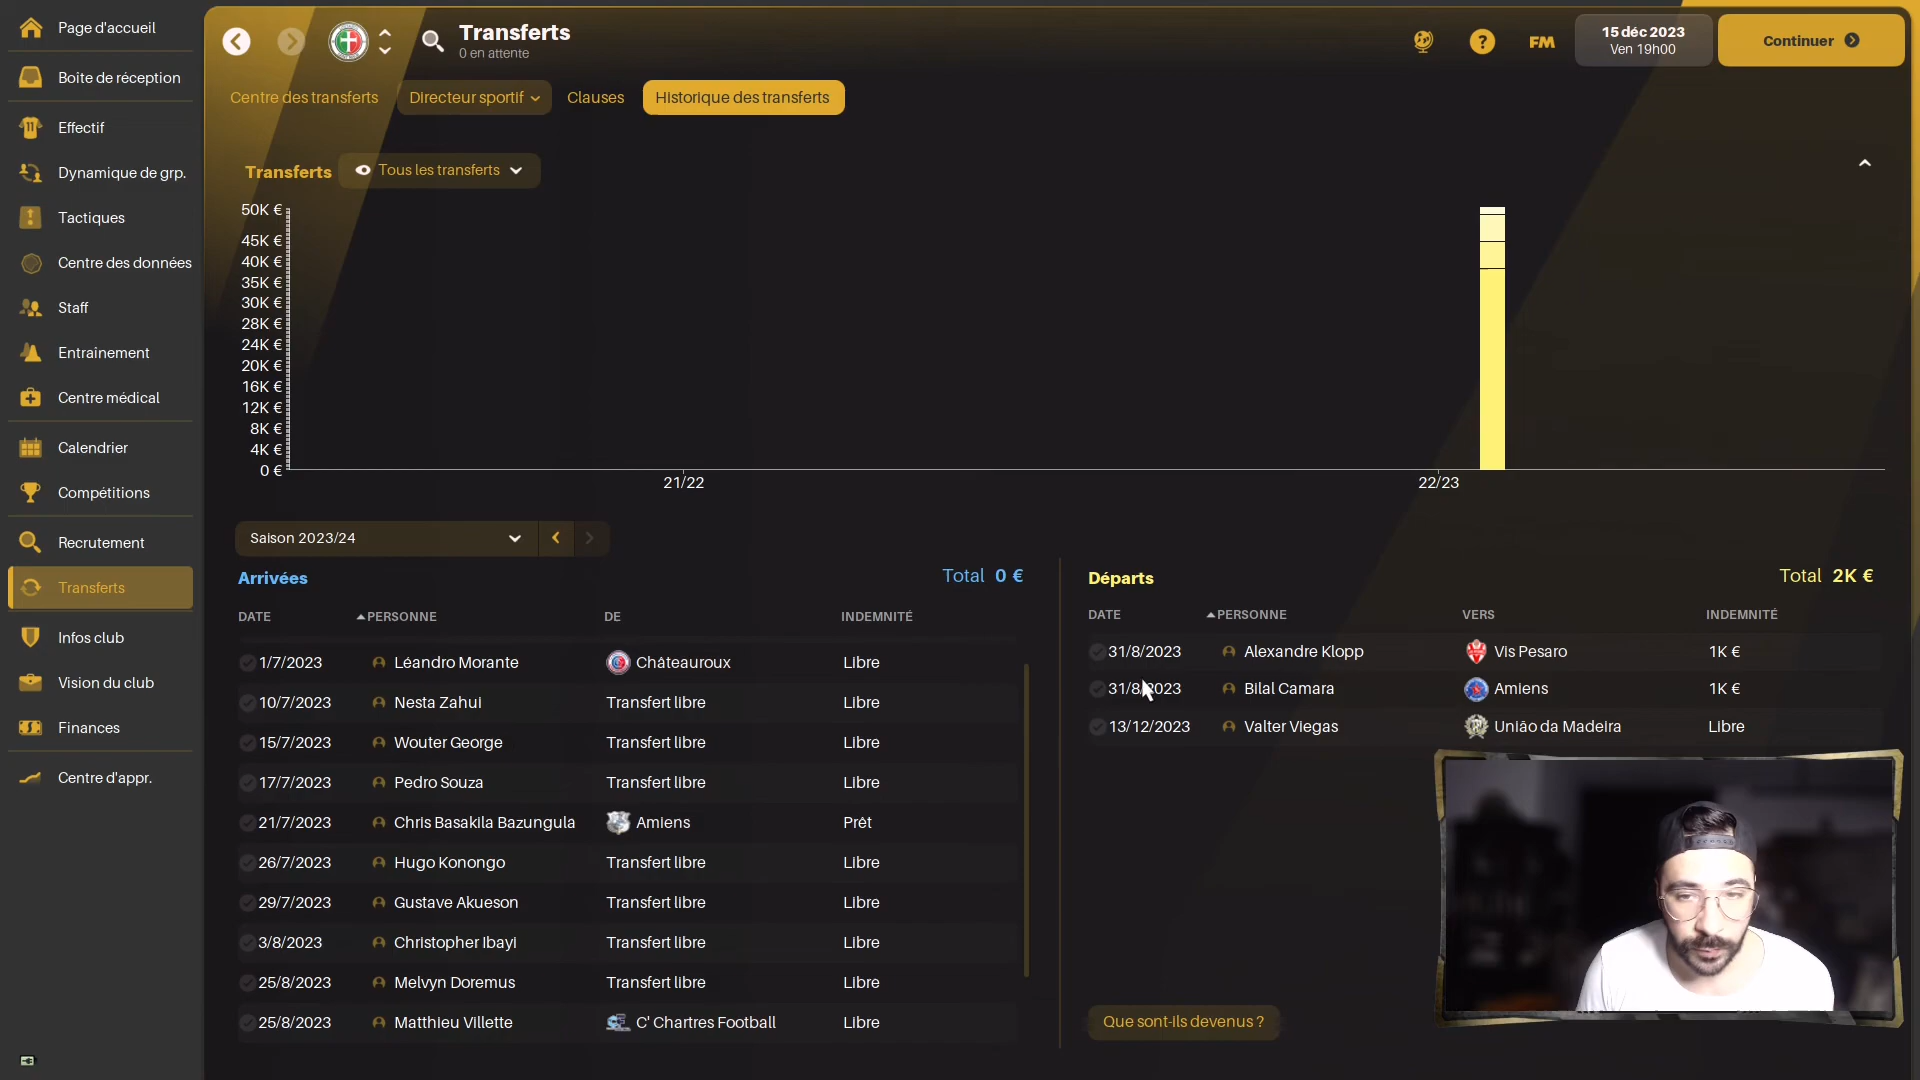 Page d'accueil
Boite de réception
Effectif
Dynamique de grp.
Tactiques
Centre des données
Staff
Entrainement
Centre médical
Calendrier
Compétitions
Recrutement
Transferts
Infos club
Vision du club
Finances
Centre d'appr.
Transferts
0 en attente
FM
15 déc 2023
Ven 19h00
Continuer
Centre des transferts
Directeur sportif
Clauses
Historique des transferts
Transferts
Tous les transferts
50K €
45K €
40K €
35K €
30K €
28K €
24K €
20K €
16K €
12K €
8K €
4K €
0 €
21/22
22/23
Saison 2023/24
Arrivées
Total 0 €
DATE PERSONNE DE INDEMNITÉ
1/7/2023 Léandro Morante Châteauroux Libre
10/7/2023 Nesta Zahui Transfert libre Libre
15/7/2023 Wouter George Transfert libre Libre
17/7/2023 Pedro Souza Transfert libre Libre
21/7/2023 Chris Basakila Bazungula Amiens Prêt
26/7/2023 Hugo Konongo Transfert libre Libre
29/7/2023 Gustave Akueson Transfert libre Libre
3/8/2023 Christopher Ibayi Transfert libre Libre
25/8/2023 Melvyn Doremus Transfert libre Libre
25/8/2023 Matthieu Villette C' Chartres Football Libre
Départs
Total 2K €
DATE PERSONNE VERS INDEMNITÉ
31/8/2023 Alexandre Klopp Vis Pesaro 1K €
31/8/2023 Bilal Camara Amiens 1K €
13/12/2023 Valter Viegas União da Madeira Libre
Que sont-ils devenus ?